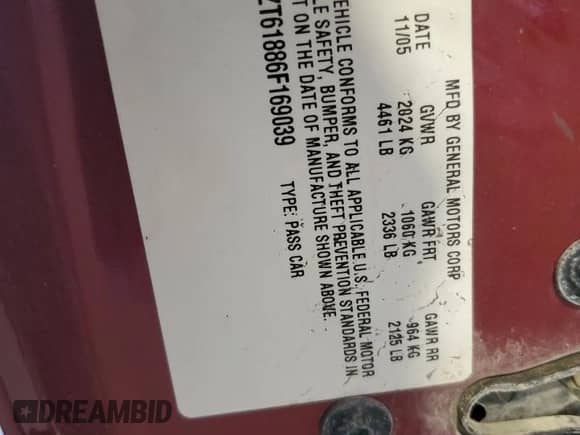 MFD BY GENERAL MOTORS CORP
DATE GVWR GAWR FRT GAWR RR
11/05 2024 KG 1060 KG 964 KG
4461 LB 2336 LB 2125 LB
VEHICLE CONFORMS TO ALL APPLICABLE U.S. FEDERAL MOTOR
LE SAFETY, BUMPER, AND THEFT PREVENTION STANDARDS IN
T ON THE DATE OF MANUFACTURE SHOWN ABOVE.
ZT61886F169039 TYPE: PASS CAR
DREAMBID